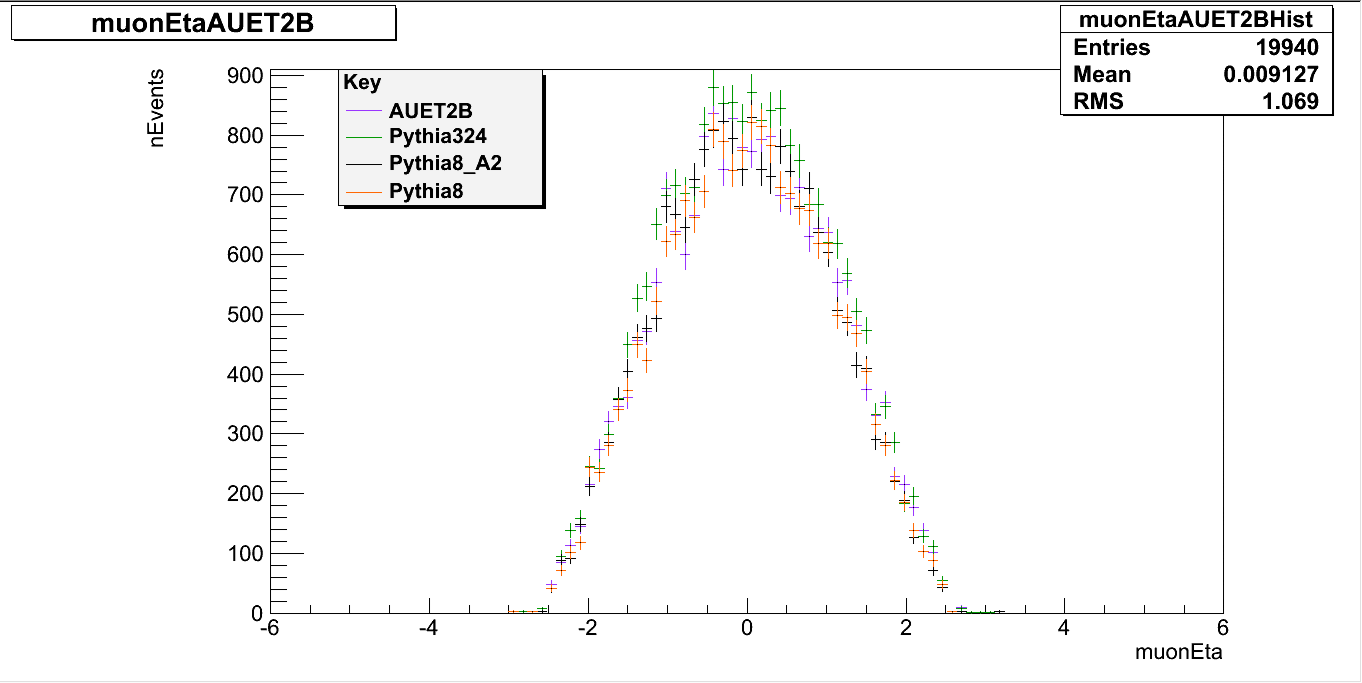 muonEtaAUET2B
muonEtaAUET2BHist
Entries 19940
Mean 0.009127
RMS 1.069
nEvents
Key
AUET2B
Pythia324
Pythia8_A2
Pythia8
900
800
700
600
500
400
300
200
100
0
-6 -4 -2 0 2 4 6
muonEta